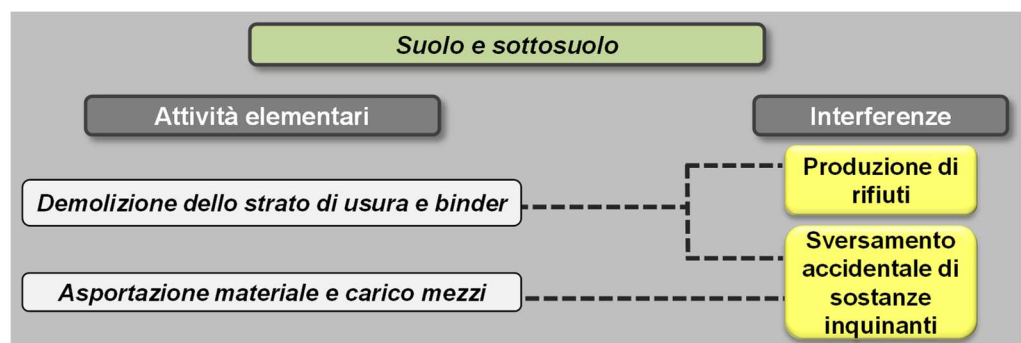 Suolo e sottosuolo
Attività elementari
Interferenze
Demolizione dello strato di usura e binder
Produzione di
rifiuti
Asportazione materiale e carico mezzi
Sversamento
accidentale di
sostanze
inquinanti